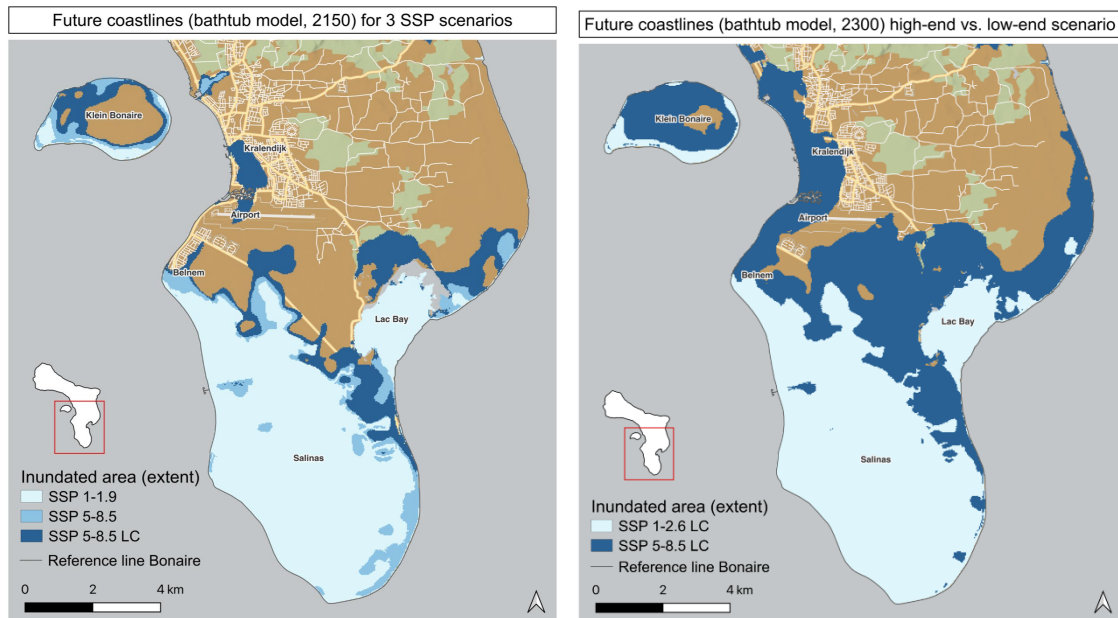 Future coastlines (bathtub model, 2150) for 3 SSP scenarios
Klein Bonaire
Kralendijk
Airport
Belnem
Lac Bay
Salinas
Inundated area (extent)
SSP 1-1.9
SSP 5-8.5
SSP 5-8.5 LC
Reference line Bonaire
0 2 4 km
Future coastlines (bathtub model, 2300) high-end vs. low-end scenario
Klein Bonaire
Kralendijk
Airport
Belnem
Lac Bay
Salinas
Inundated area (extent)
SSP 1-2.6 LC
SSP 5-8.5 LC
Reference line Bonaire
0 2 4 km